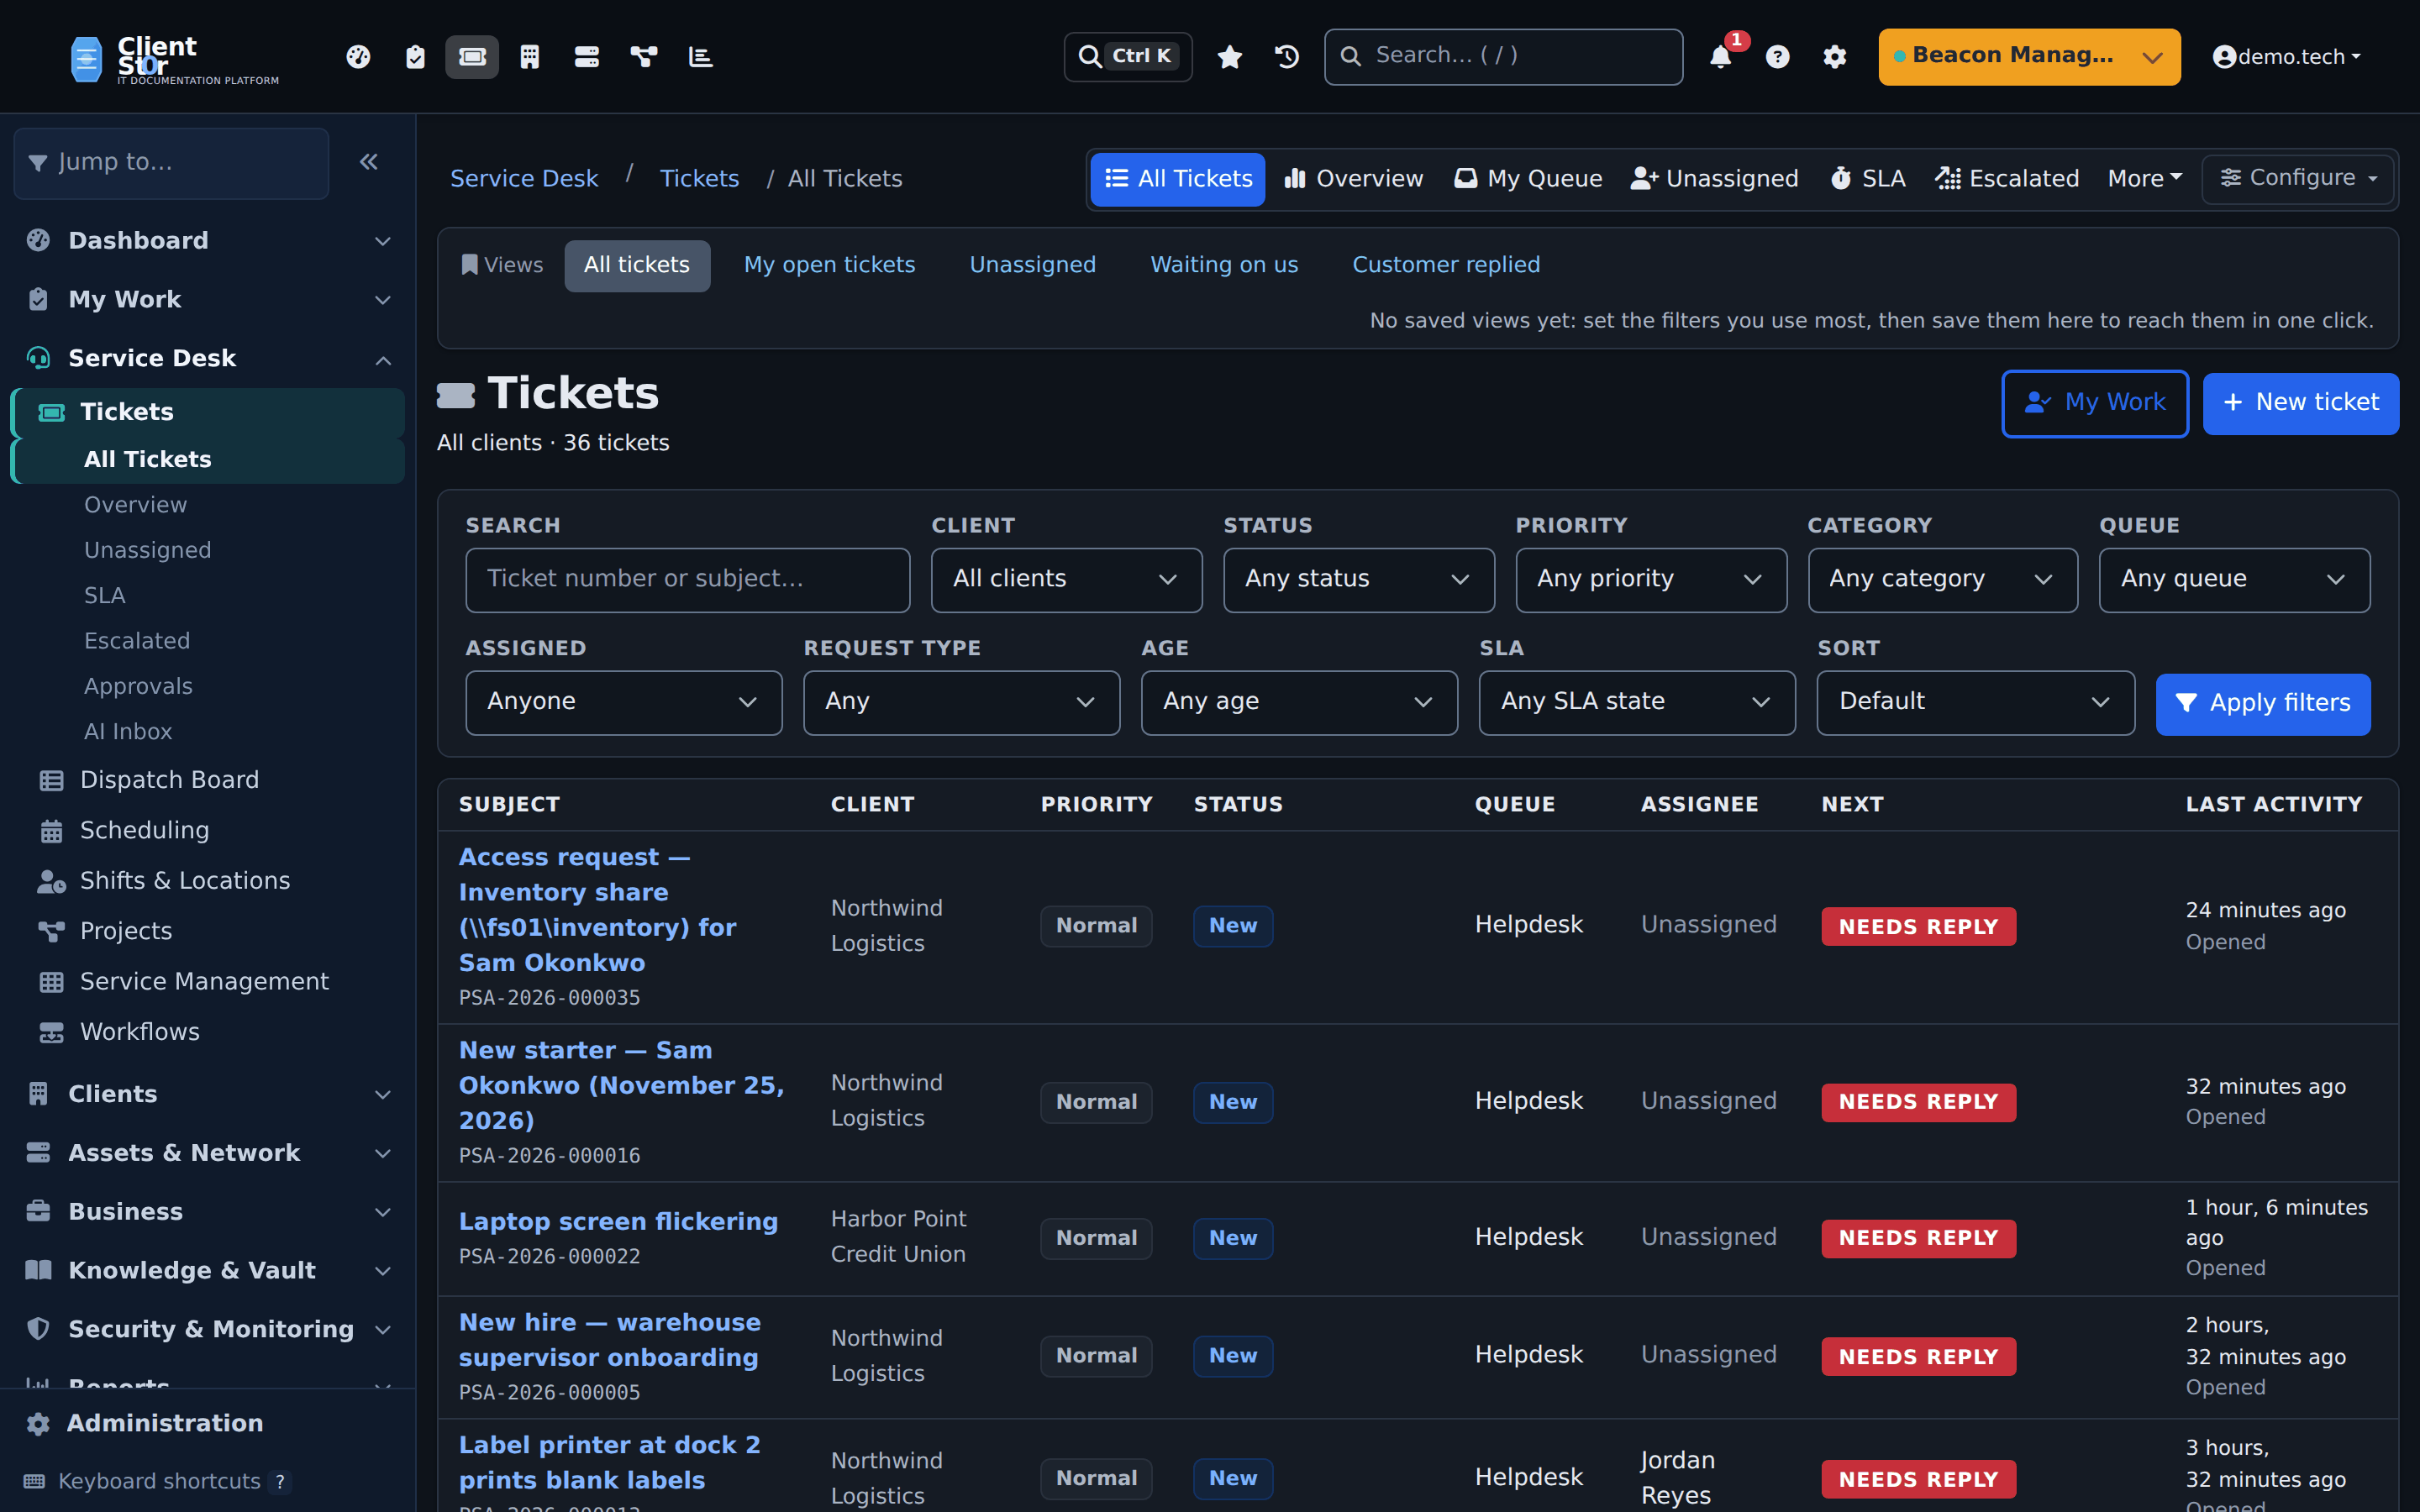 Client
St0r
IT DOCUMENTATION PLATFORM
Ctrl K
Search… ( / )
1
Beacon Manag…
demo.tech
Jump to…
Dashboard
My Work
Service Desk
Tickets
All Tickets
Overview
Unassigned
SLA
Escalated
Approvals
AI Inbox
Dispatch Board
Scheduling
Shifts & Locations
Projects
Service Management
Workflows
Clients
Assets & Network
Business
Knowledge & Vault
Security & Monitoring
Reports
Administration
Keyboard shortcuts ?
Service Desk / Tickets / All Tickets
All Tickets Overview My Queue Unassigned SLA Escalated More Configure
Views All tickets My open tickets Unassigned Waiting on us Customer replied
No saved views yet: set the filters you use most, then save them here to reach them in one click.
Tickets
All clients · 36 tickets
My Work
New ticket
SEARCH CLIENT STATUS PRIORITY CATEGORY QUEUE
Ticket number or subject… All clients Any status Any priority Any category Any queue
ASSIGNED REQUEST TYPE AGE SLA SORT
Anyone Any Any age Any SLA state Default Apply filters
SUBJECT CLIENT PRIORITY STATUS QUEUE ASSIGNEE NEXT LAST ACTIVITY
Access request —
Inventory share
(\\fs01\inventory) for
Sam Okonkwo
PSA-2026-000035
Northwind
Logistics
Normal
New
Helpdesk
Unassigned
NEEDS REPLY
24 minutes ago
Opened
New starter — Sam
Okonkwo (November 25,
2026)
PSA-2026-000016
Northwind
Logistics
Normal
New
Helpdesk
Unassigned
NEEDS REPLY
32 minutes ago
Opened
Laptop screen flickering
PSA-2026-000022
Harbor Point
Credit Union
Normal
New
Helpdesk
Unassigned
NEEDS REPLY
1 hour, 6 minutes
ago
Opened
New hire — warehouse
supervisor onboarding
PSA-2026-000005
Northwind
Logistics
Normal
New
Helpdesk
Unassigned
NEEDS REPLY
2 hours,
32 minutes ago
Opened
Label printer at dock 2
prints blank labels
Northwind
Logistics
Normal
New
Helpdesk
Jordan
Reyes
NEEDS REPLY
3 hours,
32 minutes ago
Opened